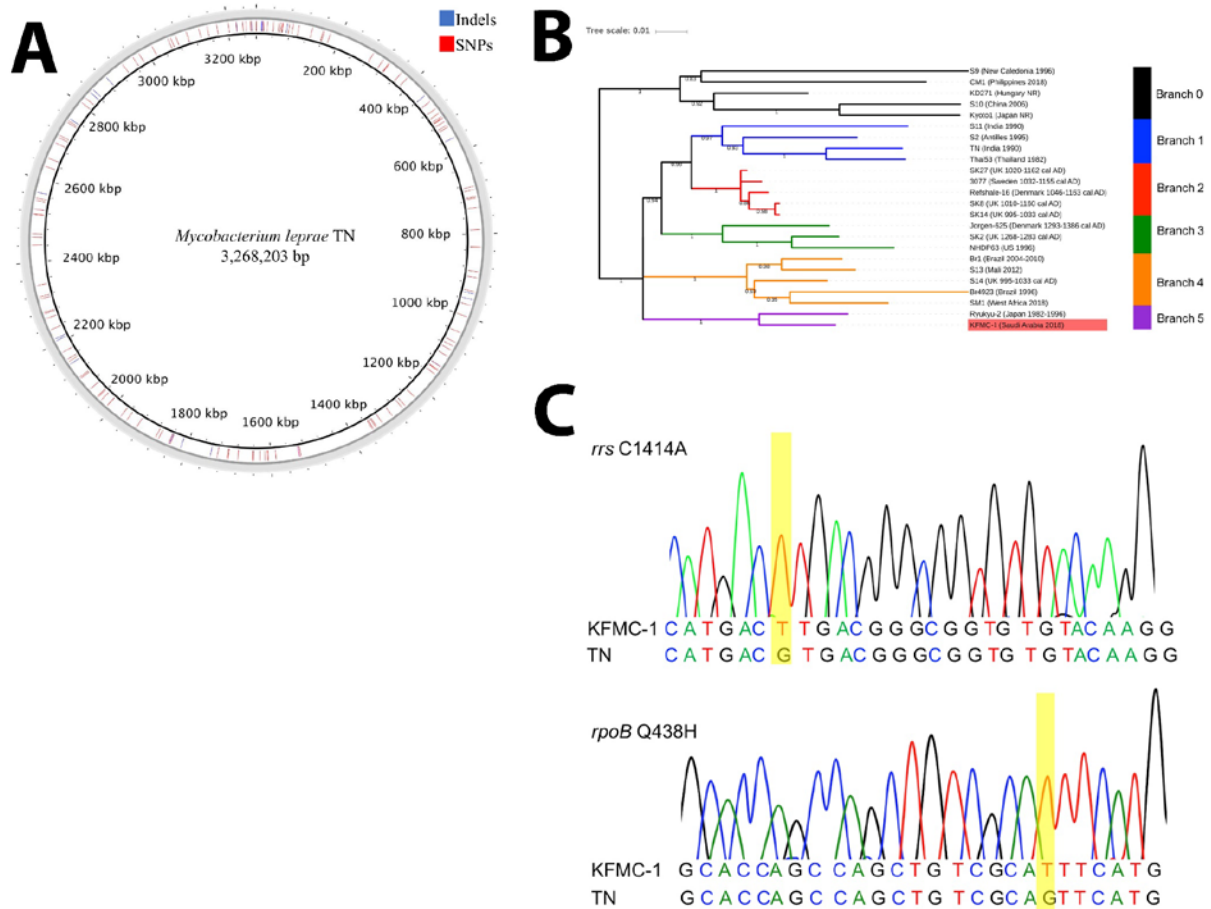 A
Indels
SNPs
3200 kbp
200 kbp
3000 kbp
400 kbp
2800 kbp
600 kbp
2600 kbp
800 kbp
Mycobacterium leprae TN
3,268,203 bp
2400 kbp
1000 kbp
2200 kbp
1200 kbp
2000 kbp
1400 kbp
1800 kbp
1600 kbp
B
Tree scale: 0.01
S9 (New Caledonia 1996)
CM1 (Philippines 2018)
KD271 (Hungary NR)
S10 (China 2006)
Kyoto1 (Japan NR)
S11 (India 1990)
S2 (Antilles 1995)
TN (India 1990)
Thai53 (Thailand 1982)
SK27 (UK 1020-1162 cal AD)
3077 (Sweden 1032-1155 cal AD)
Refshale-16 (Denmark 1046-1163 cal AD)
SK8 (UK 1010-1160 cal AD)
SK14 (UK 995-1033 cal AD)
Jorgen-625 (Denmark 1293-1386 cal AD)
SK2 (UK 1268-1283 cal AD)
NHDP63 (US 1996)
Br1 (Brazil 2004-2010)
S13 (Mali 2012)
S14 (UK 995-1033 cal AD)
Br4923 (Brazil 1996)
SM1 (West Africa 2018)
Ryukyu-2 (Japan 1982-1996)
KFMC-1 (Saudi Arabia 2018)
Branch 0
Branch 1
Branch 2
Branch 3
Branch 4
Branch 5
C
rrs C1414A
KFMC-1 C A T G A C T T G A C G G G C G G T G T G T A C A A G G
TN C A T G A C G T G A C G G G C G G T G T G T A C A A G G
rpoB Q438H
KFMC-1 G C A C C A G C C A G C T G T C G C A T T T C A T G
TN G C A C C A G C C A G C T G T C G C A G T T C A T G